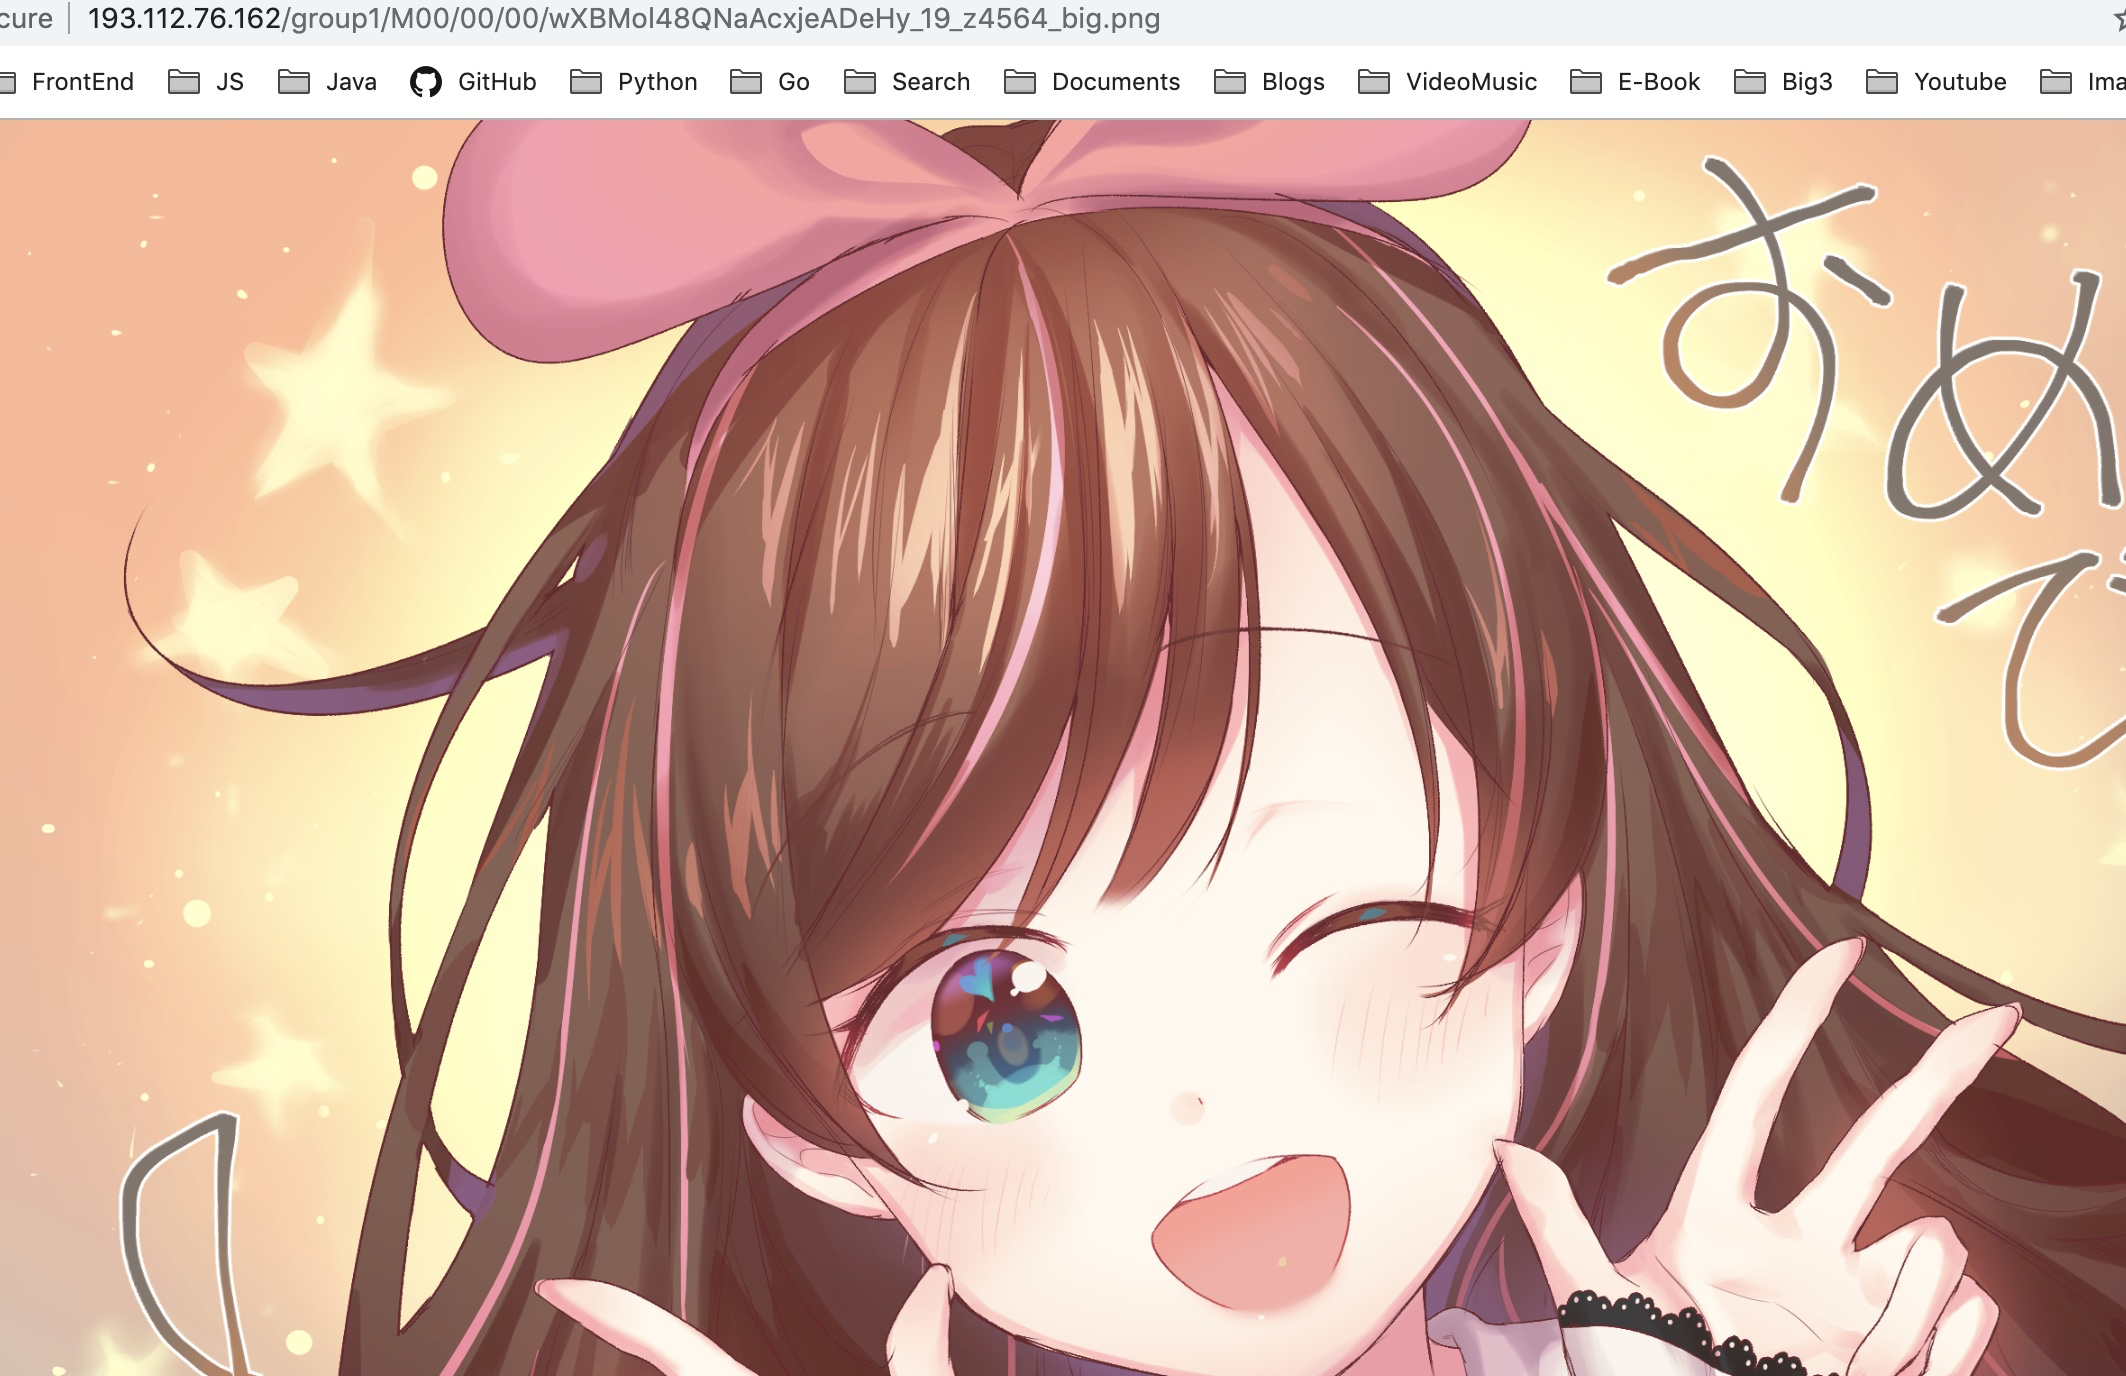 cure | 193.112.76.162/group1/M00/00/00/wXBMol48QNaAcxjeADeHy_19_z4564_big.png
FrontEnd JS Java GitHub Python Go Search Documents Blogs VideoMusic E-Book Big3 Youtube Ima
おめ